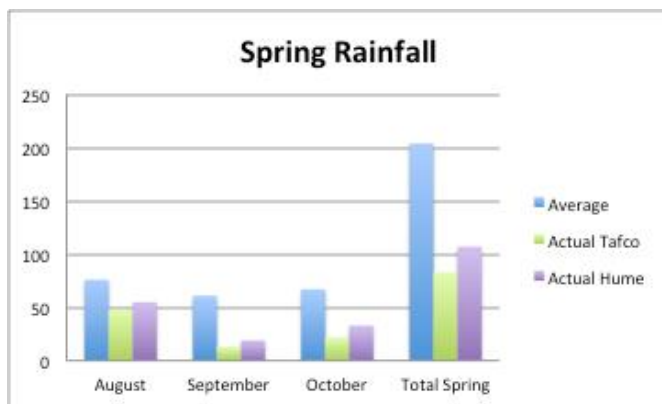 Spring Rainfall
250
200
150
100
50
0
August September October Total Spring
Average
Actual Tafco
Actual Hume